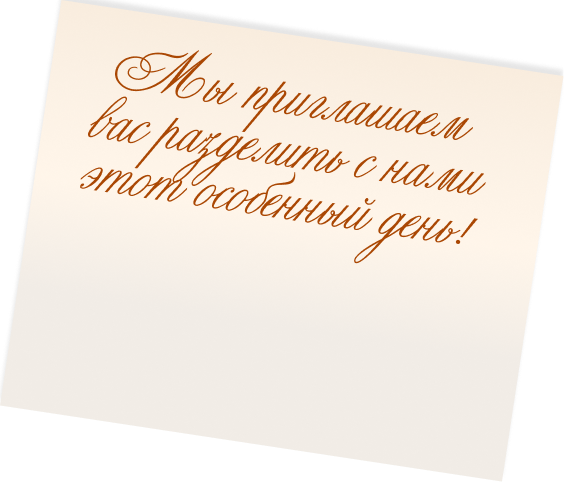 Мы приглашаем
вас разделить с нами
этот особенный день!